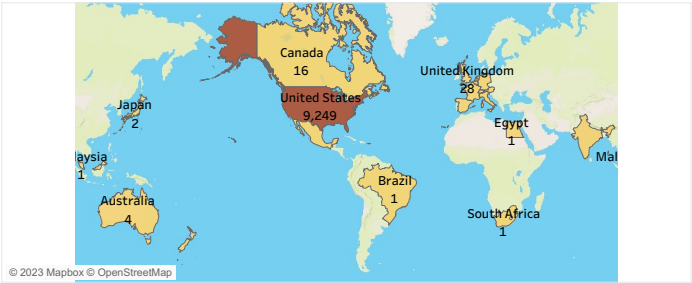 Canada
16
United Kingdom
28
United States
9,249
Japan
2
Egypt
1
aysia
1
Mal
Brazil
1
Australia
4
South Africa
1
© 2023 Mapbox © OpenStreetMap